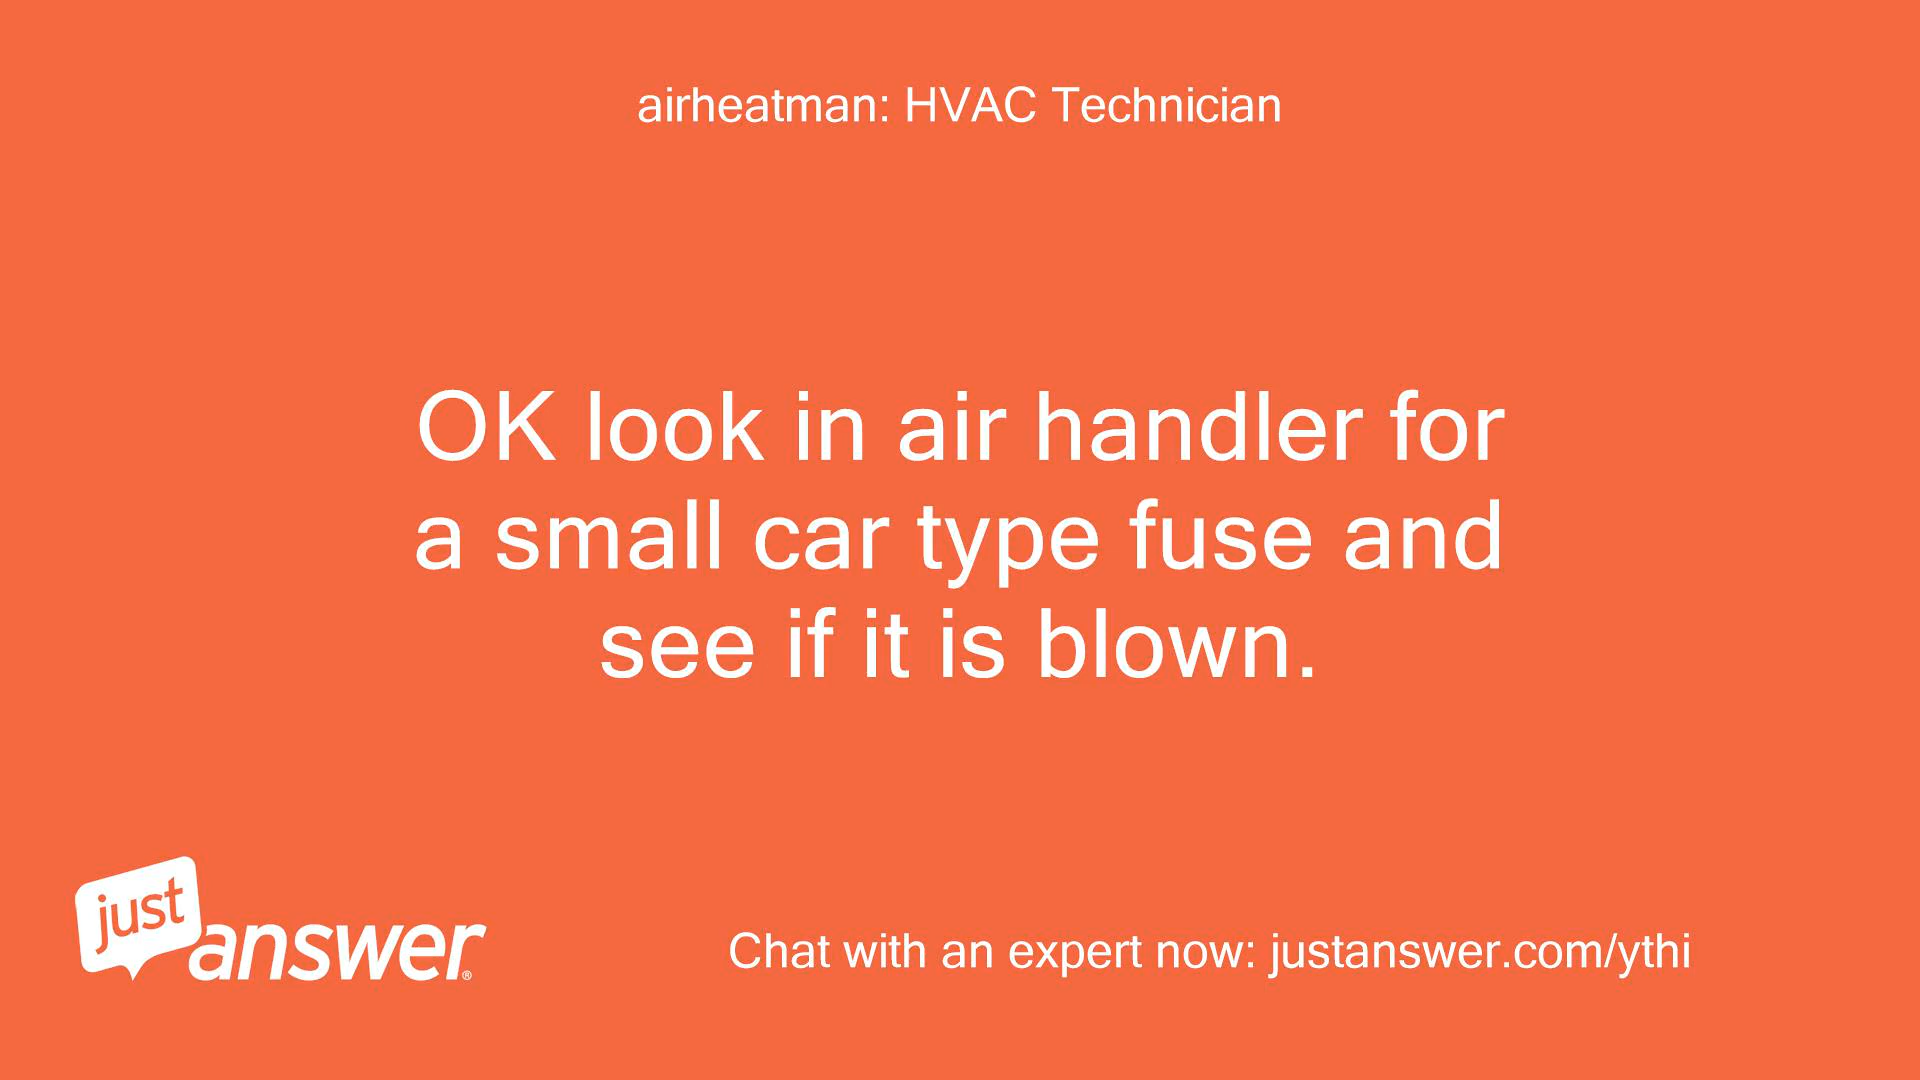 airheatman: HVAC Technician
OK look in air handler for
a small car type fuse and
see if it is blown.
just
answer®
Chat with an expert now: justanswer.com/ythi